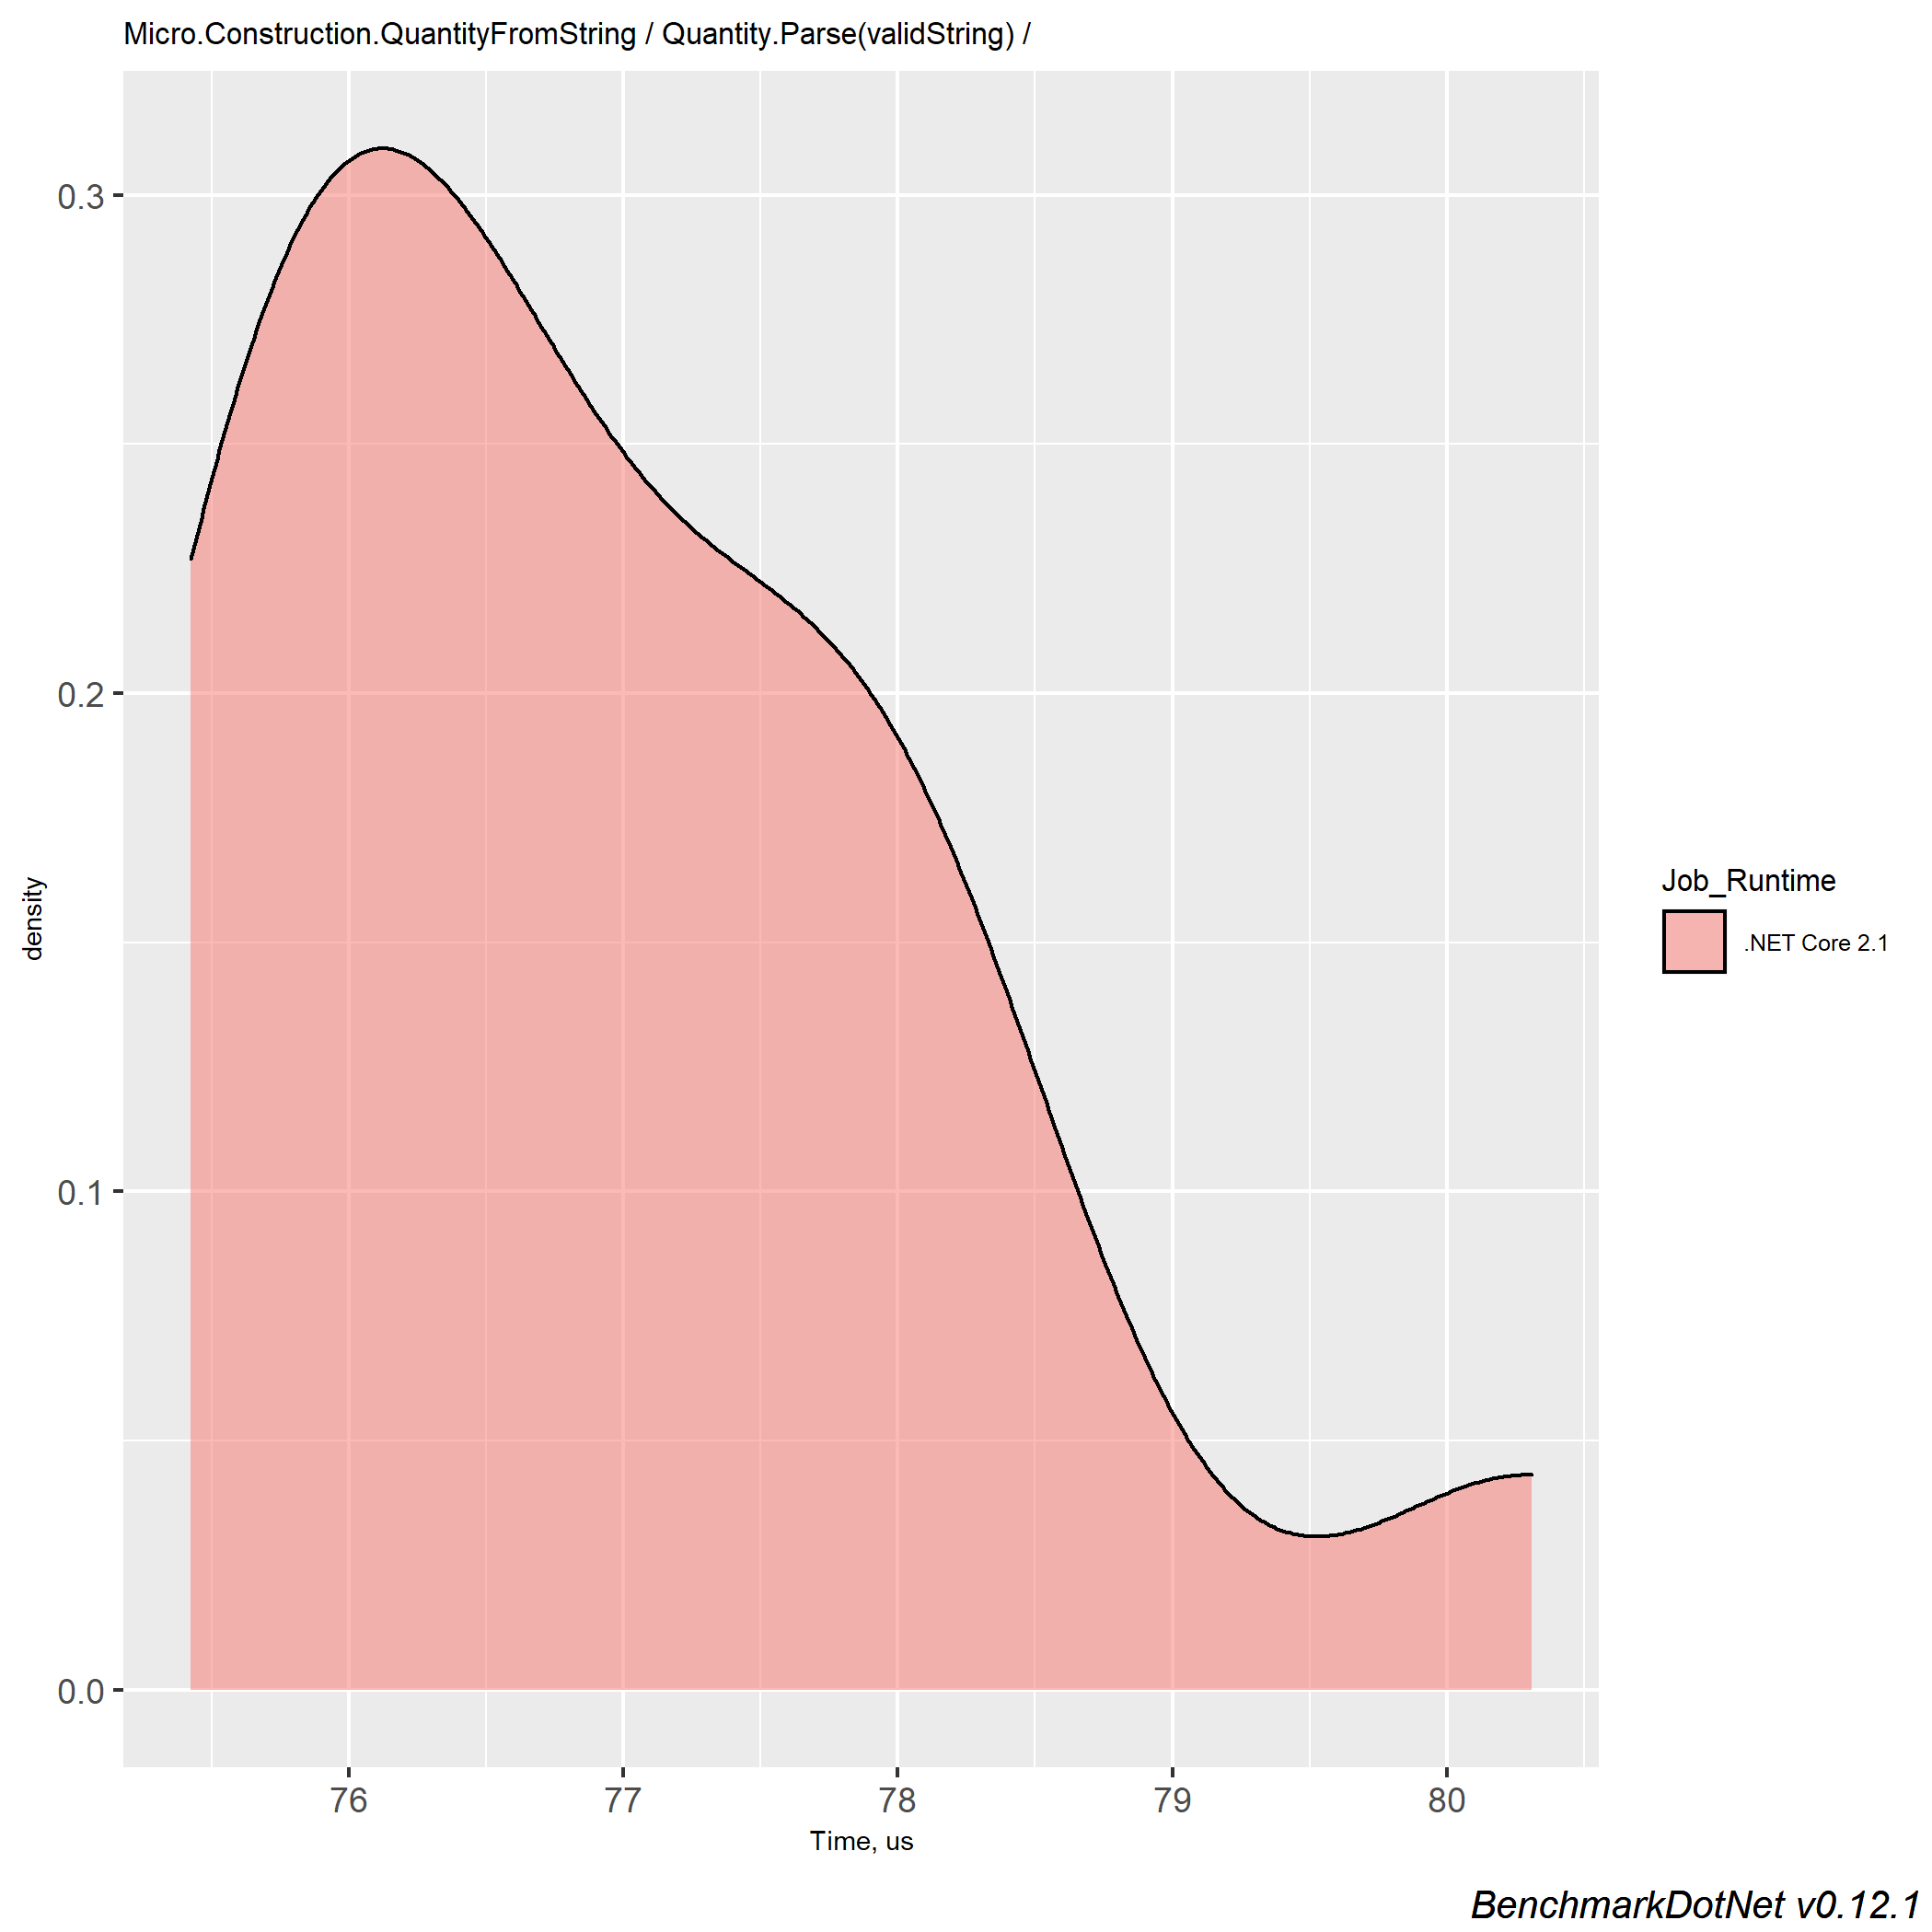 Micro.Construction.QuantityFromString / Quantity.Parse(validString) /
0.3
0.2
0.1
0.0
density
76 77 78 79 80
Time, us
Job_Runtime
.NET Core 2.1
BenchmarkDotNet v0.12.1